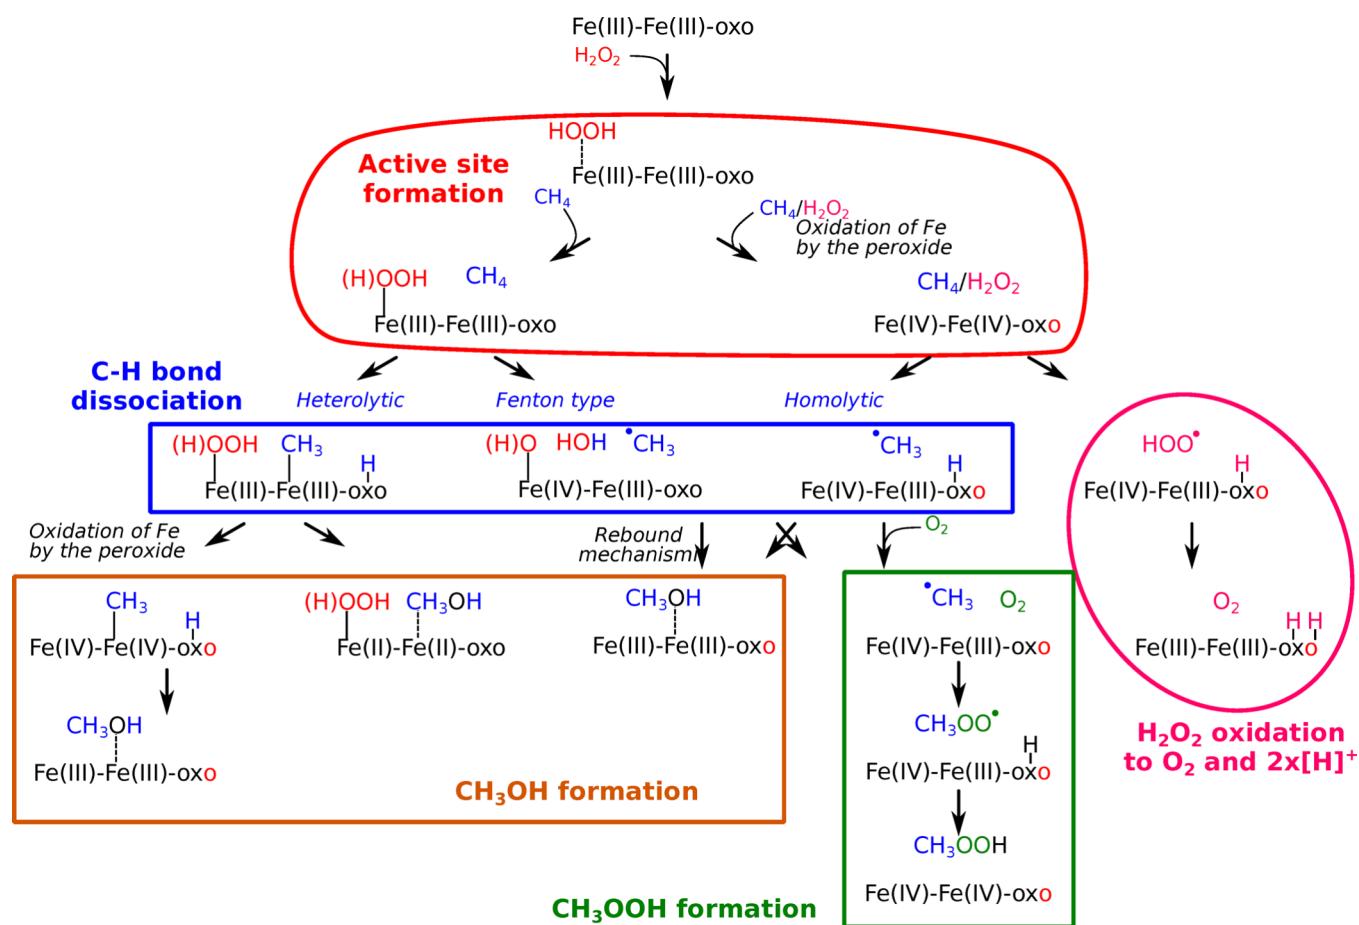 Fe(III)-Fe(III)-oxo
H₂O₂
HOOH
Active site
formation
Fe(III)-Fe(III)-oxo
CH₄
CH₄/H₂O₂
Oxidation of Fe
by the peroxide
(H)OOH CH₄
CH₄/H₂O₂
Fe(III)-Fe(III)-oxo
Fe(IV)-Fe(IV)-oxo
C-H bond
dissociation
Heterolytic
Fenton type
Homolytic
(H)OOH CH₃
H
Fe(III)-Fe(III)-oxo
(H)O HOH •CH₃
Fe(IV)-Fe(III)-oxo
•CH₃
H
Fe(IV)-Fe(III)-oxo
HOO•
H
Fe(IV)-Fe(III)-oxo
Oxidation of Fe
by the peroxide
Rebound
mechanism
O₂
CH₃
H
Fe(IV)-Fe(IV)-oxo
(H)OOH CH₃OH
Fe(II)-Fe(II)-oxo
CH₃OH
Fe(III)-Fe(III)-oxo
•CH₃ O₂
Fe(IV)-Fe(III)-oxo
O₂
H H
Fe(III)-Fe(III)-oxo
CH₃OH
Fe(III)-Fe(III)-oxo
CH₃OO•
H
Fe(IV)-Fe(III)-oxo
H₂O₂ oxidation
to O₂ and 2x[H]⁺
CH₃OH formation
CH₃OOH
Fe(IV)-Fe(IV)-oxo
CH₃OOH formation